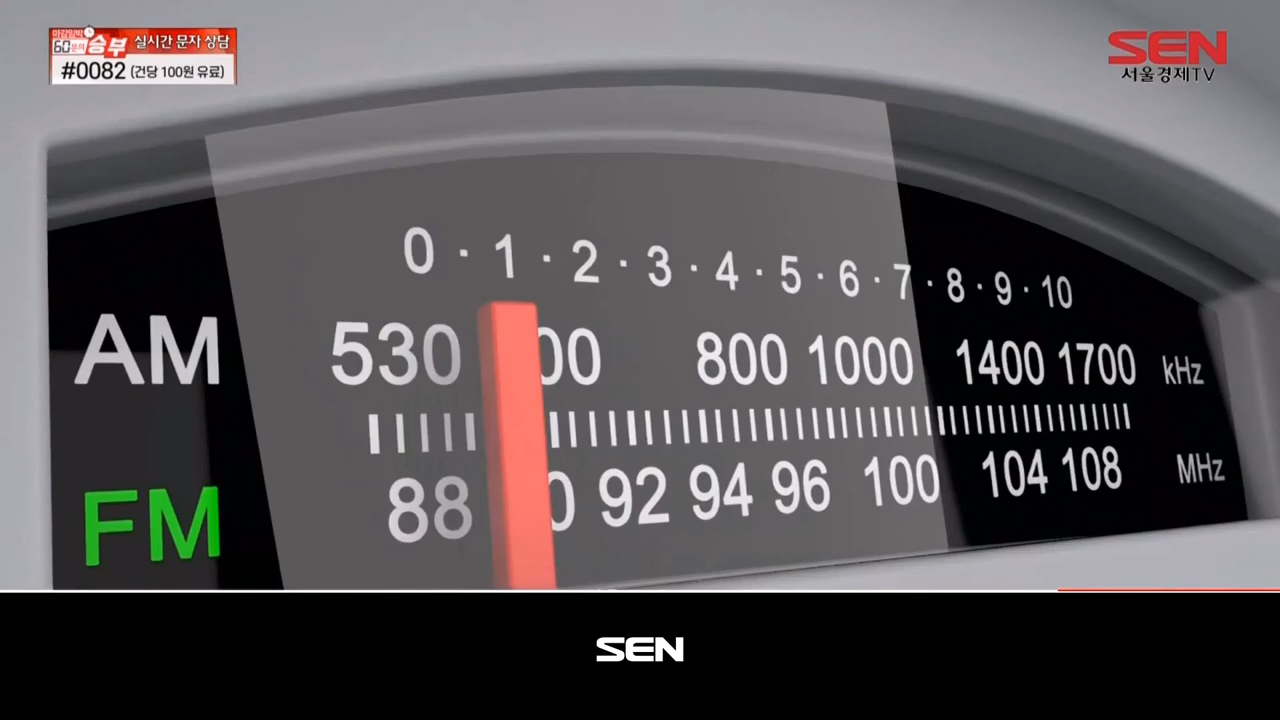 마감임박
60분의 승부 실시간 문자 상담
#0082 (건당 100원 유료)
SEN
서울경제TV
0 · 1 · 2 · 3 · 4 · 5 · 6 · 7 · 8 · 9 · 10
AM 530 00 800 1000 1400 1700 kHz
FM 88 0 92 94 96 100 104 108 MHz
SEN